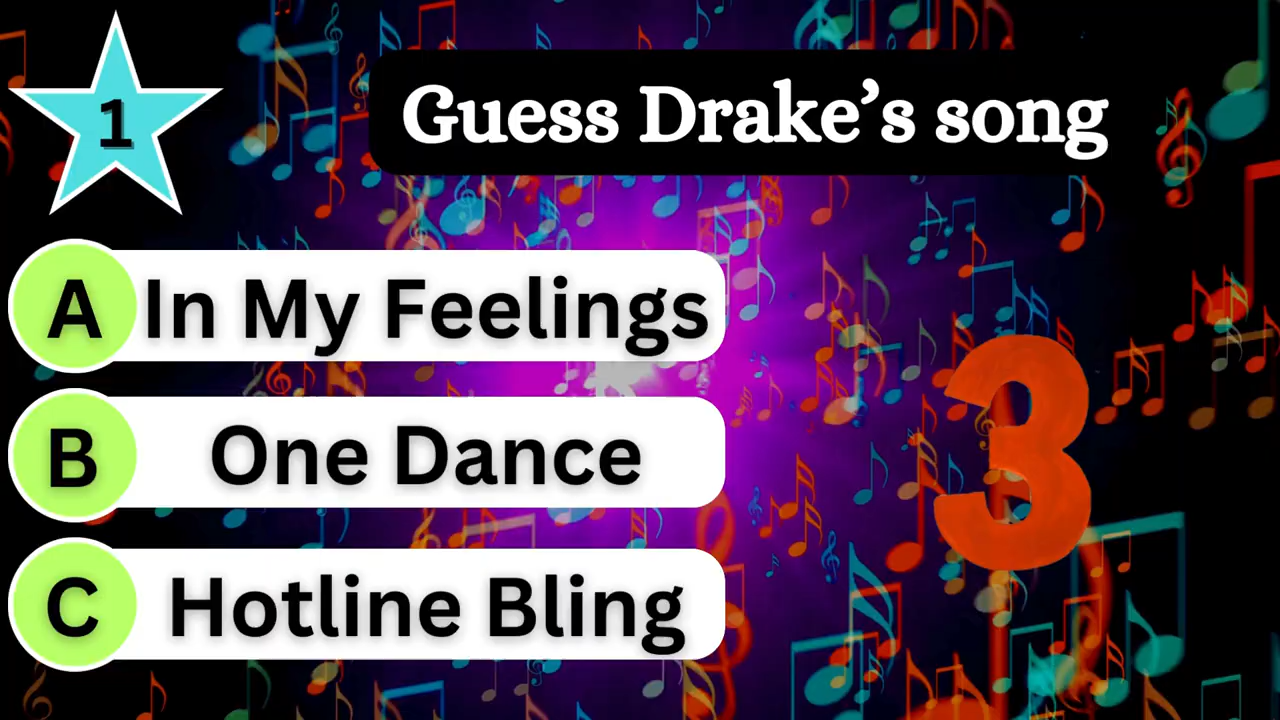 1
Guess Drake’s song
A In My Feelings
B One Dance
C Hotline Bling
3